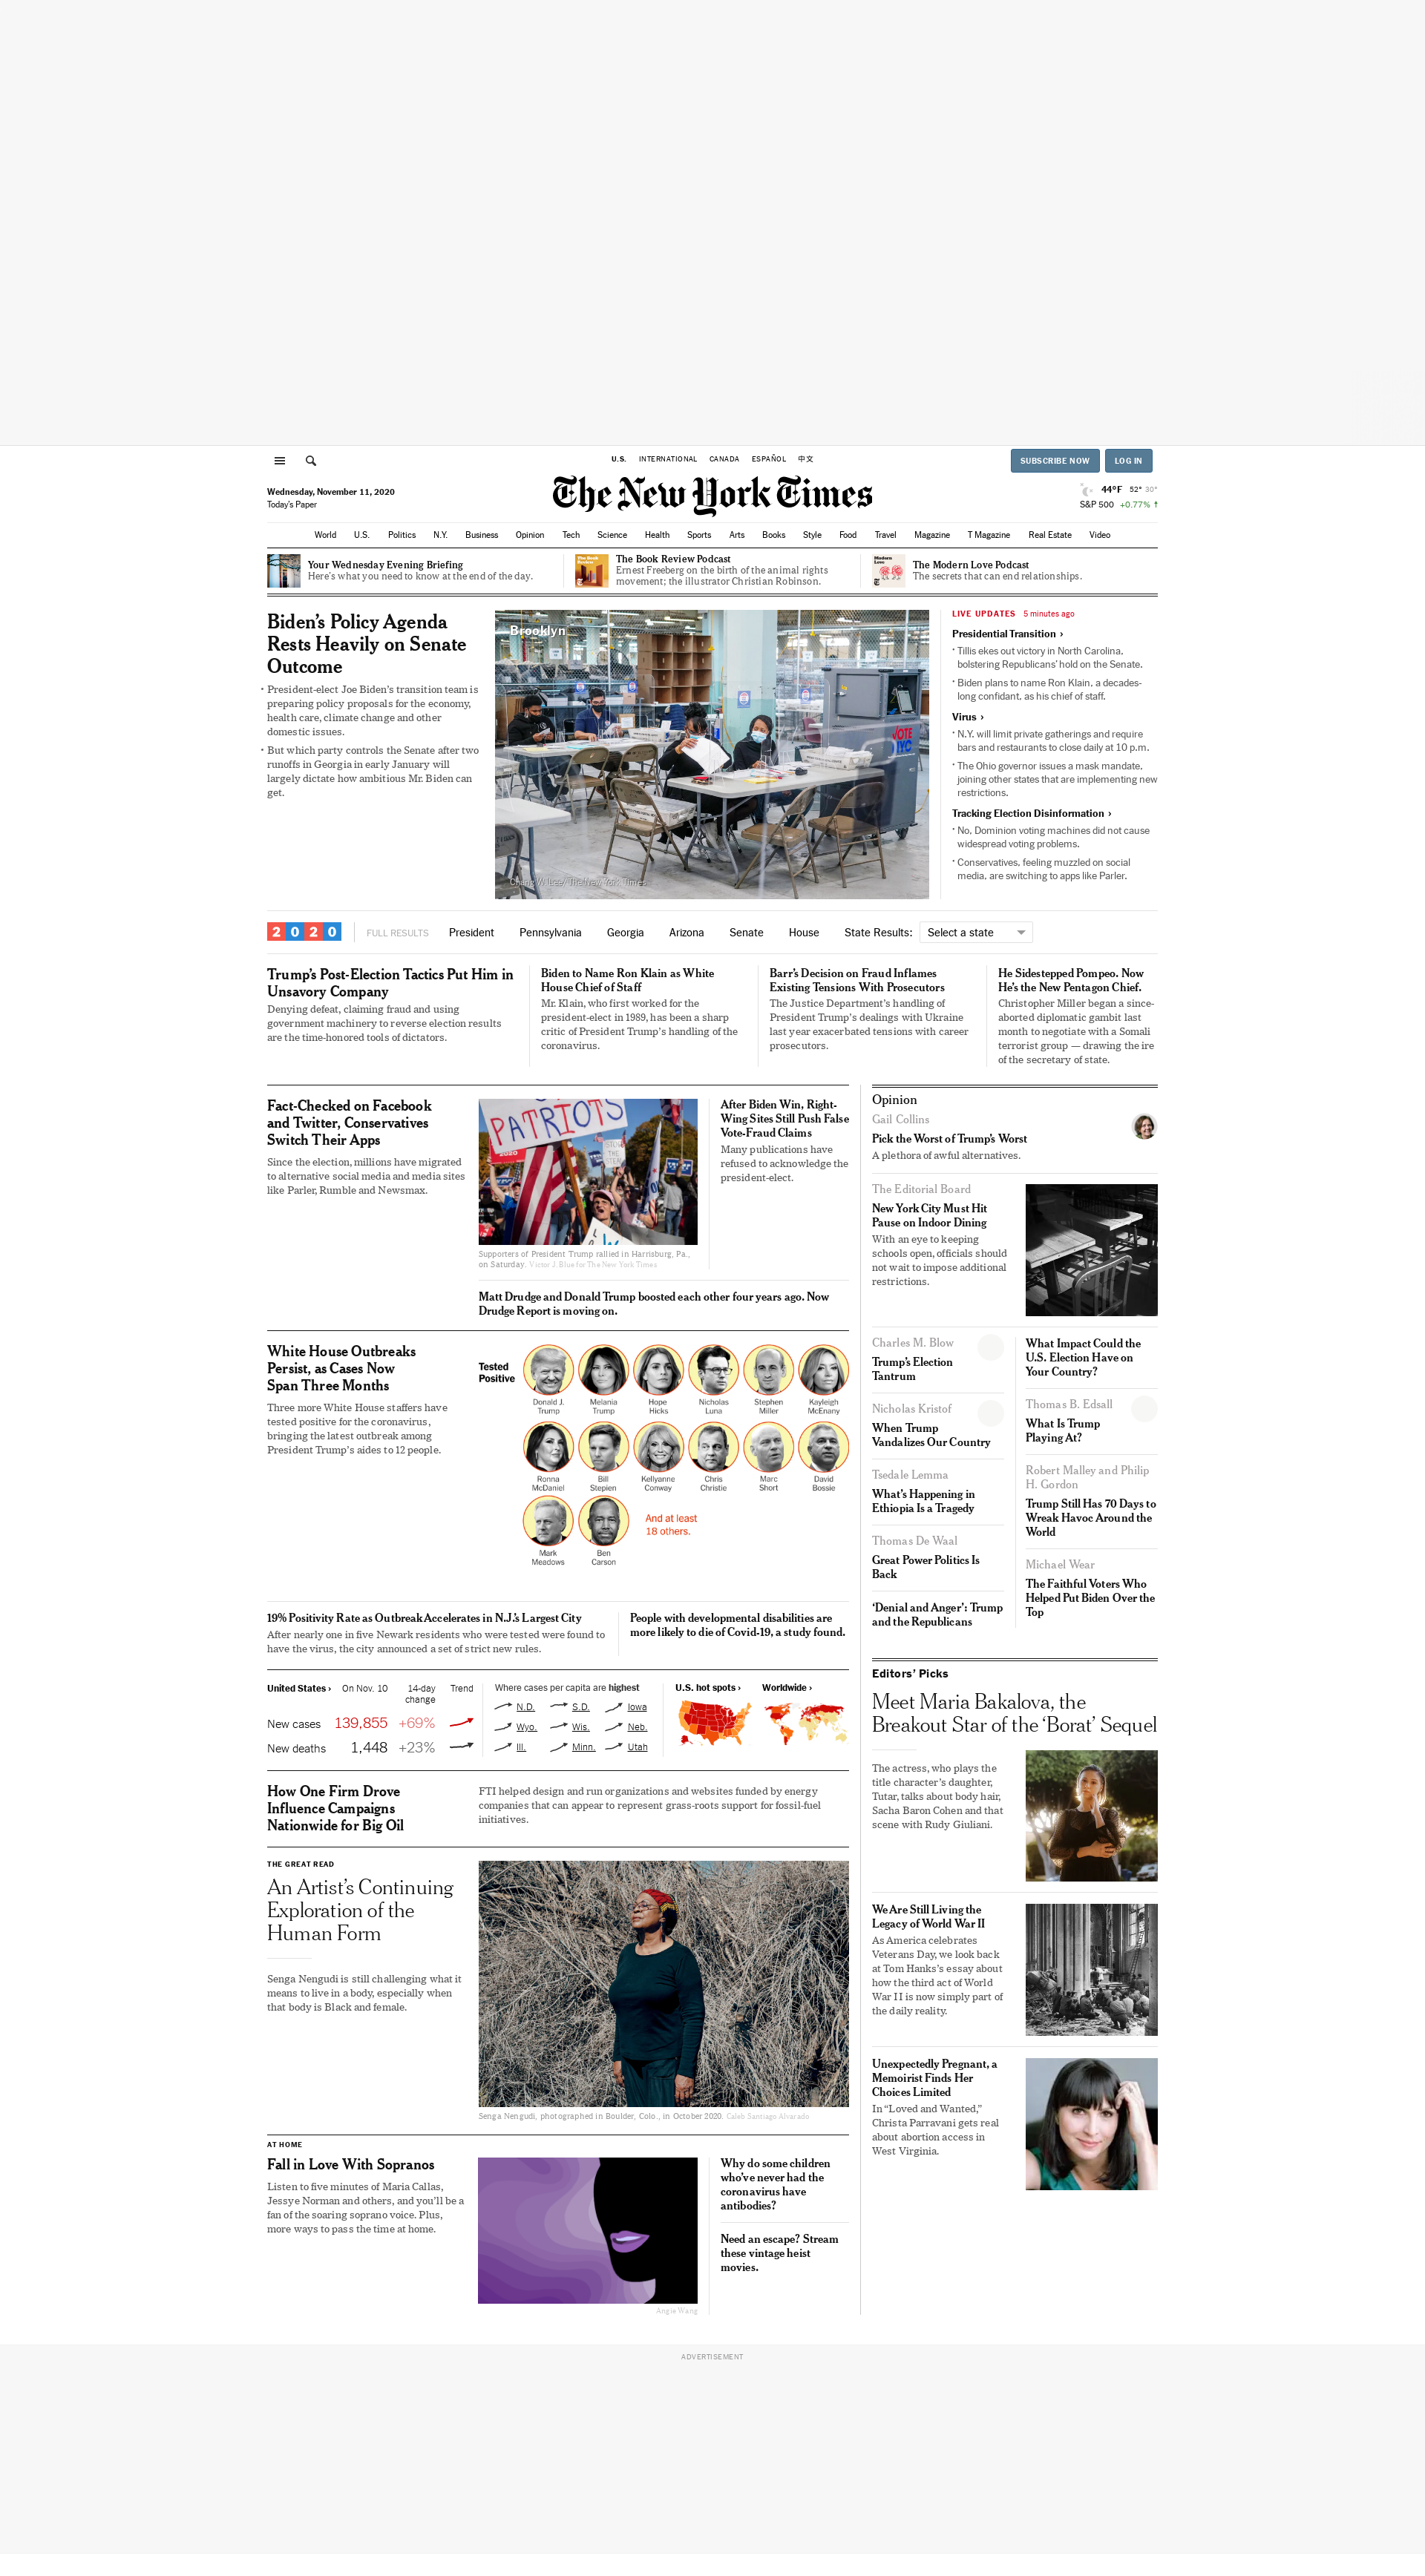 U.S. INTERNATIONAL CANADA ESPAÑOL 中文
SUBSCRIBE NOW LOG IN
Wednesday, November 11, 2020
Today's Paper
The New York Times
44°F 52° 30°
S&P 500 +0.77%
World U.S. Politics N.Y. Business Opinion Tech Science Health Sports Arts Books Style Food Travel Magazine T Magazine Real Estate Video
Your Wednesday Evening Briefing
Here's what you need to know at the end of the day.
The Book Review Podcast
Ernest Freeberg on the birth of the animal rights
movement; the illustrator Christian Robinson.
Modern Love
The Modern Love Podcast
The secrets that can end relationships.
Biden's Policy Agenda
Rests Heavily on Senate
Outcome
• President-elect Joe Biden's transition team is
preparing policy proposals for the economy,
health care, climate change and other
domestic issues.
• But which party controls the Senate after two
runoffs in Georgia in early January will
largely dictate how ambitious Mr. Biden can
get.
Brooklyn
VOTE
NYC
LIVE UPDATES 5 minutes ago
Presidential Transition ›
• Tillis ekes out victory in North Carolina,
bolstering Republicans' hold on the Senate.
• Biden plans to name Ron Klain, a decades-
long confidant, as his chief of staff.
Virus ›
• N.Y. will limit private gatherings and require
bars and restaurants to close daily at 10 p.m.
• The Ohio governor issues a mask mandate,
joining other states that are implementing new
restrictions.
Tracking Election Disinformation ›
• No, Dominion voting machines did not cause
widespread voting problems.
• Conservatives, feeling muzzled on social
media, are switching to apps like Parler.
2020 FULL RESULTS President Pennsylvania Georgia Arizona Senate House State Results: Select a state
Trump's Post-Election Tactics Put Him in
Unsavory Company
Denying defeat, claiming fraud and using
government machinery to reverse election results
are the time-honored tools of dictators.
Biden to Name Ron Klain as White
House Chief of Staff
Mr. Klain, who first worked for the
president-elect in 1989, has been a sharp
critic of President Trump's handling of the
coronavirus.
Barr's Decision on Fraud Inflames
Existing Tensions With Prosecutors
The Justice Department's handling of
President Trump's dealings with Ukraine
last year exacerbated tensions with career
prosecutors.
He Sidestepped Pompeo. Now
He's the New Pentagon Chief.
Christopher Miller began a since-
aborted diplomatic gambit last
month to negotiate with a Somali
terrorist group — drawing the ire
of the secretary of state.
Fact-Checked on Facebook
and Twitter, Conservatives
Switch Their Apps
Since the election, millions have migrated
to alternative social media and media sites
like Parler, Rumble and Newsmax.
PATRIOTS
Supporters of President Trump rallied in Harrisburg, Pa.,
on Saturday. Victor J. Blue for The New York Times
After Biden Win, Right-
Wing Sites Still Push False
Vote-Fraud Claims
Many publications have
refused to acknowledge the
president-elect.
Matt Drudge and Donald Trump boosted each other four years ago. Now
Drudge Report is moving on.
White House Outbreaks
Persist, as Cases Now
Span Three Months
Three more White House staffers have
tested positive for the coronavirus,
bringing the latest outbreak among
President Trump's aides to 12 people.
Tested
Positive
Donald J.
Trump
Melania
Trump
Hope
Hicks
Nicholas
Luna
Stephen
Miller
Kayleigh
McEnany
Ronna
McDaniel
Bill
Stepien
Kellyanne
Conway
Chris
Christie
Marc
Short
David
Bossie
Mark
Meadows
Ben
Carson
And at least
18 others.
19% Positivity Rate as Outbreak Accelerates in N.J.'s Largest City
After nearly one in five Newark residents who were tested were found to
have the virus, the city announced a set of strict new rules.
People with developmental disabilities are
more likely to die of Covid-19, a study found.
United States › On Nov. 10 14-day
change Trend
New cases 139,855 +69%
New deaths 1,448 +23%
Where cases per capita are highest
N.D. S.D. Iowa
Wyo. Wis. Neb.
Ill. Minn. Utah
U.S. hot spots › Worldwide ›
How One Firm Drove
Influence Campaigns
Nationwide for Big Oil
FTI helped design and run organizations and websites funded by energy
companies that can appear to represent grass-roots support for fossil-fuel
initiatives.
THE GREAT READ
An Artist's Continuing
Exploration of the
Human Form
Senga Nengudi is still challenging what it
means to live in a body, especially when
that body is Black and female.
Senga Nengudi, photographed in Boulder, Colo., in October 2020. Caleb Santiago Alvarado
AT HOME
Fall in Love With Sopranos
Listen to five minutes of Maria Callas,
Jessye Norman and others, and you'll be a
fan of the soaring soprano voice. Plus,
more ways to pass the time at home.
Angie Wang
Why do some children
who've never had the
coronavirus have
antibodies?
Need an escape? Stream
these vintage heist
movies.
Opinion
Gail Collins
Pick the Worst of Trump's Worst
A plethora of awful alternatives.
The Editorial Board
New York City Must Hit
Pause on Indoor Dining
With an eye to keeping
schools open, officials should
not wait to impose additional
restrictions.
Charles M. Blow
Trump's Election
Tantrum
Nicholas Kristof
When Trump
Vandalizes Our Country
Tsedale Lemma
What's Happening in
Ethiopia Is a Tragedy
Thomas De Waal
Great Power Politics Is
Back
'Denial and Anger': Trump
and the Republicans
What Impact Could the
U.S. Election Have on
Your Country?
Thomas B. Edsall
What Is Trump
Playing At?
Robert Malley and Philip
H. Gordon
Trump Still Has 70 Days to
Wreak Havoc Around the
World
Michael Wear
The Faithful Voters Who
Helped Put Biden Over the
Top
Editors' Picks
Meet Maria Bakalova, the
Breakout Star of the 'Borat' Sequel
The actress, who plays the
title character's daughter,
Tutar, talks about body hair,
Sacha Baron Cohen and that
scene with Rudy Giuliani.
We Are Still Living the
Legacy of World War II
As America celebrates
Veterans Day, we look back
at Tom Hanks's essay about
how the third act of World
War II is now simply part of
the daily reality.
Unexpectedly Pregnant, a
Memoirist Finds Her
Choices Limited
In "Loved and Wanted,"
Christa Parravani gets real
about abortion access in
West Virginia.
ADVERTISEMENT